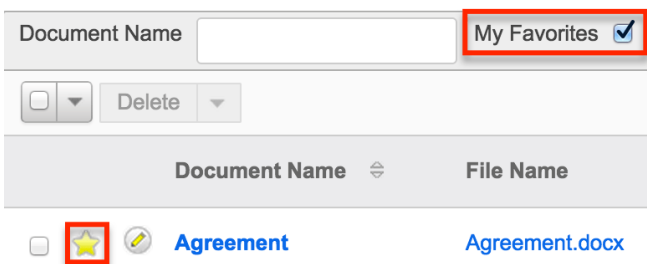 Document Name My Favorites
Delete
Document Name File Name
Agreement Agreement.docx